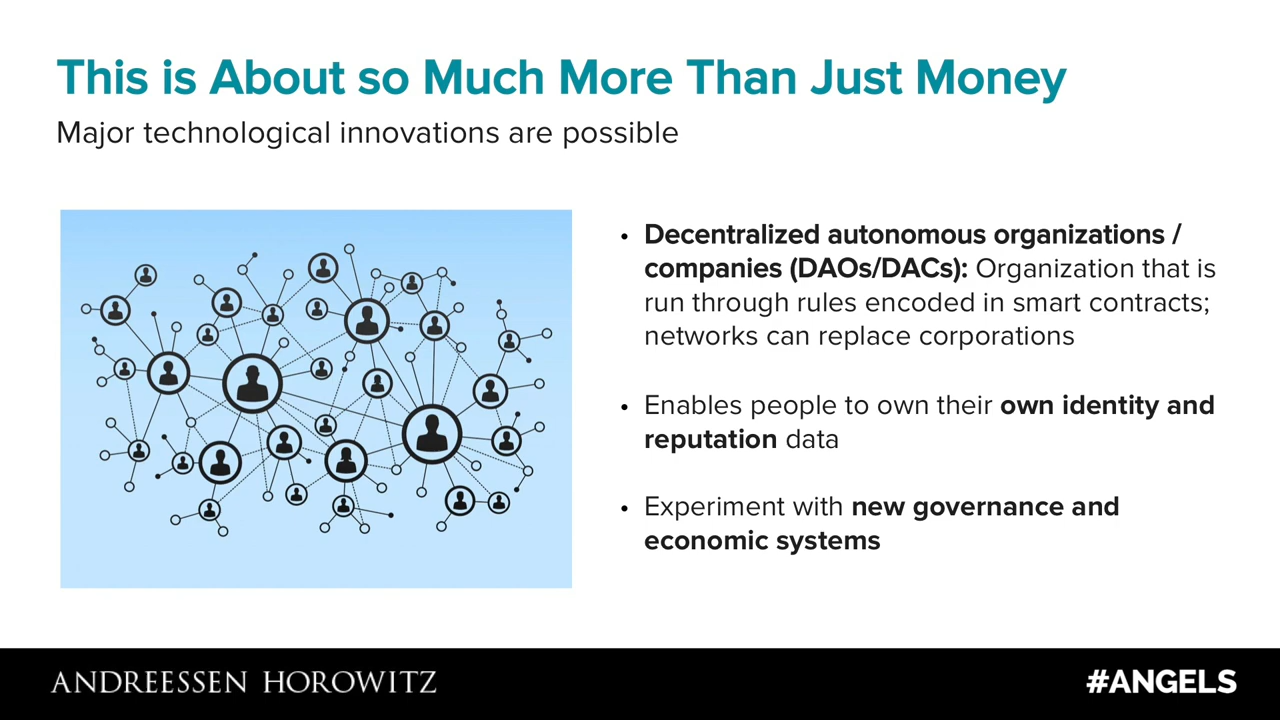 This is About so Much More Than Just Money
Major technological innovations are possible
• Decentralized autonomous organizations /
companies (DAOs/DACs): Organization that is
run through rules encoded in smart contracts;
networks can replace corporations
• Enables people to own their own identity and
reputation data
• Experiment with new governance and
economic systems
ANDREESSEN HOROWITZ
#ANGELS